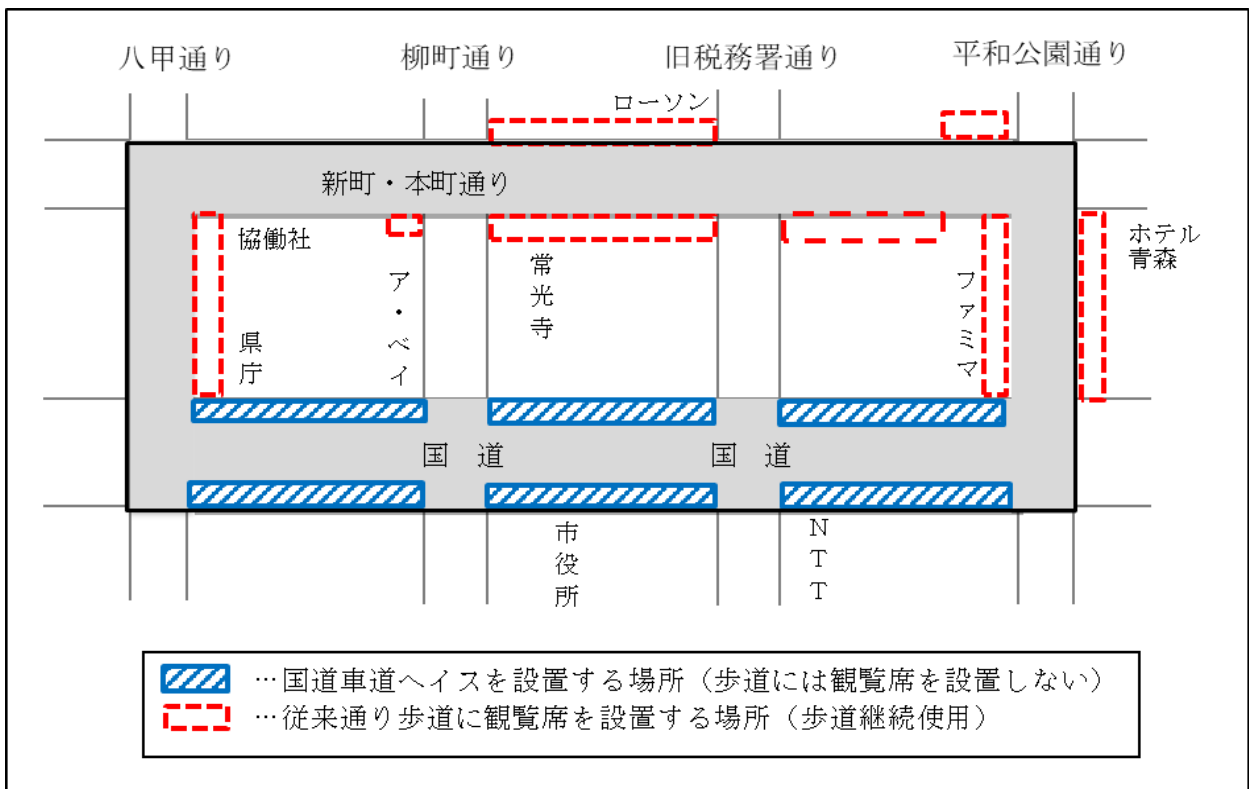 八甲通り
柳町通り
旧税務署通り
平和公園通り
ローソン
新町・本町通り
協働社
県庁
ア・ベイ
常光寺
ファミマ
ホテル
青森
国 道
国 道
市役所
NTT
…国道車道へイスを設置する場所（歩道には観覧席を設置しない）
…従来通り歩道に観覧席を設置する場所（歩道継続使用）